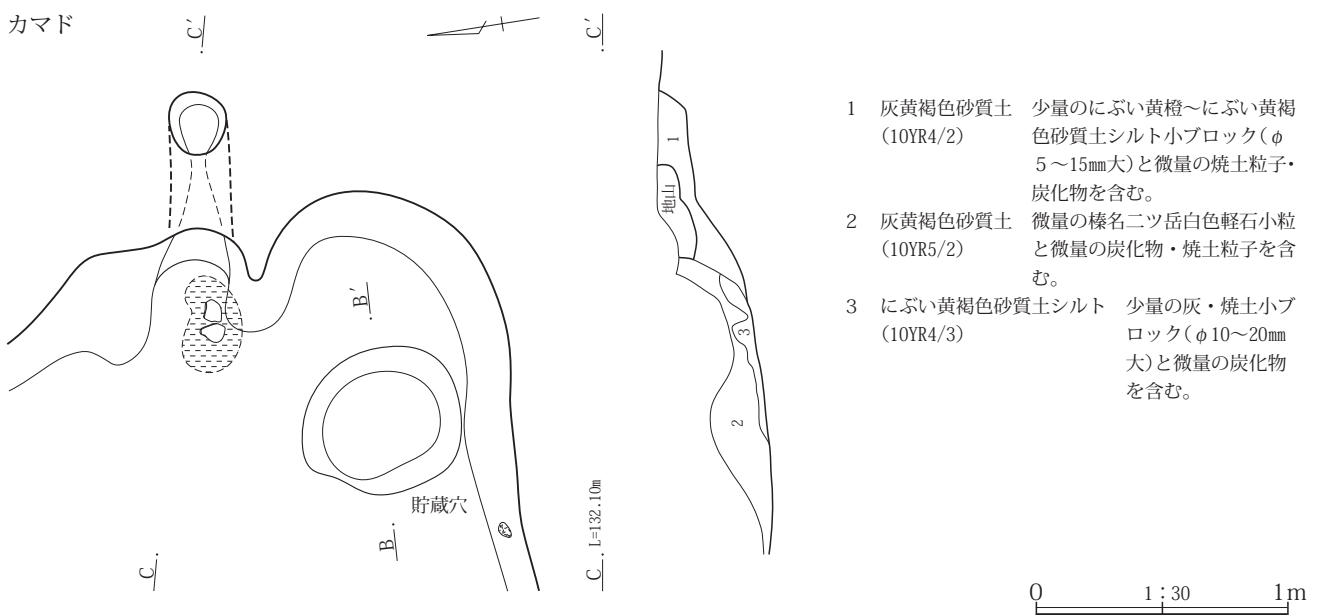 カマド
C′
C′
1 灰黄褐色砂質土 少量のにぶい黄橙～にぶい黄褐
(10YR4/2) 色砂質土シルト小ブロック(φ
5～15㎜大)と微量の焼土粒子・
炭化物を含む。
2 灰黄褐色砂質土 微量の榛名二ツ岳白色軽石小粒
(10YR5/2) と微量の炭化物・焼土粒子を含
む。
3 にぶい黄褐色砂質土シルト 少量の灰・焼土小ブ
(10YR4/3) ロック(φ10～20㎜
大)と微量の炭化物
を含む。
1
地山
3
2
B′
貯蔵穴
B
C
C L=132.10m
0 1:30 1m